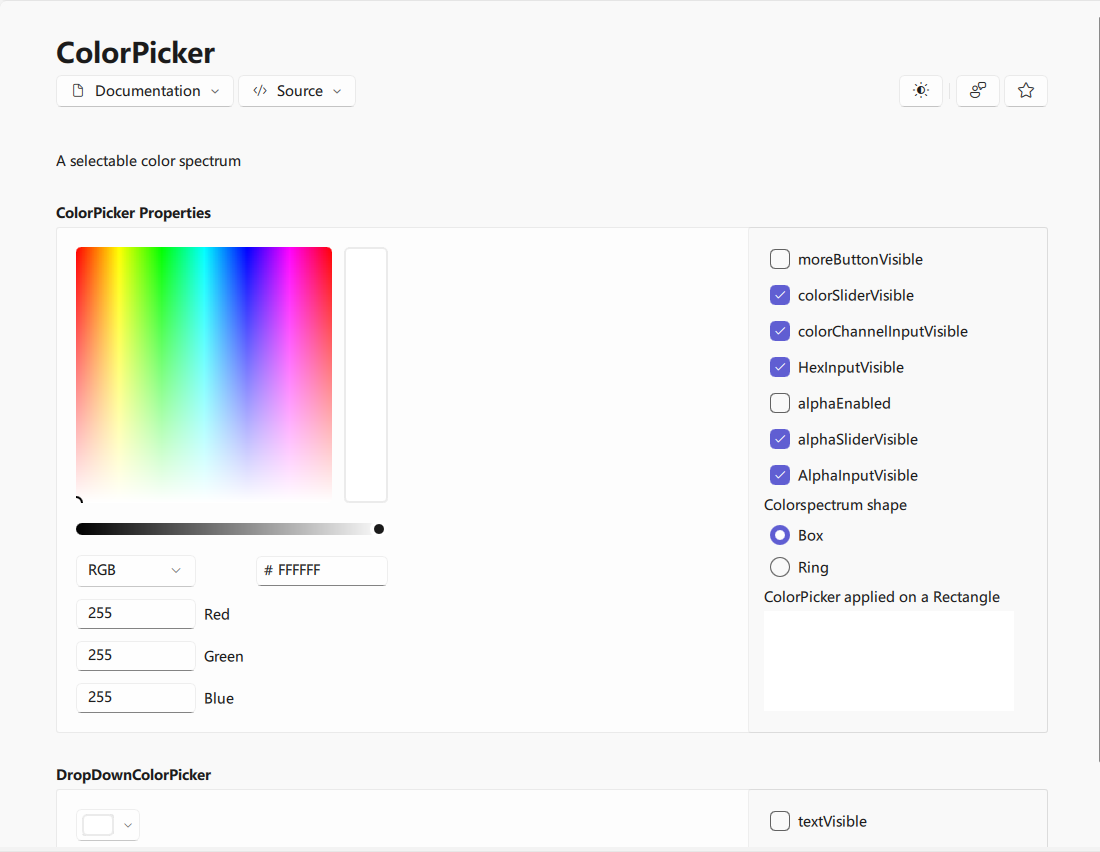 ColorPicker
Documentation
Source
A selectable color spectrum
ColorPicker Properties
moreButtonVisible
colorSliderVisible
colorChannelInputVisible
HexInputVisible
alphaEnabled
alphaSliderVisible
AlphaInputVisible
Colorspectrum shape
Box
Ring
ColorPicker applied on a Rectangle
RGB
# FFFFFF
255 Red
255 Green
255 Blue
DropDownColorPicker
textVisible